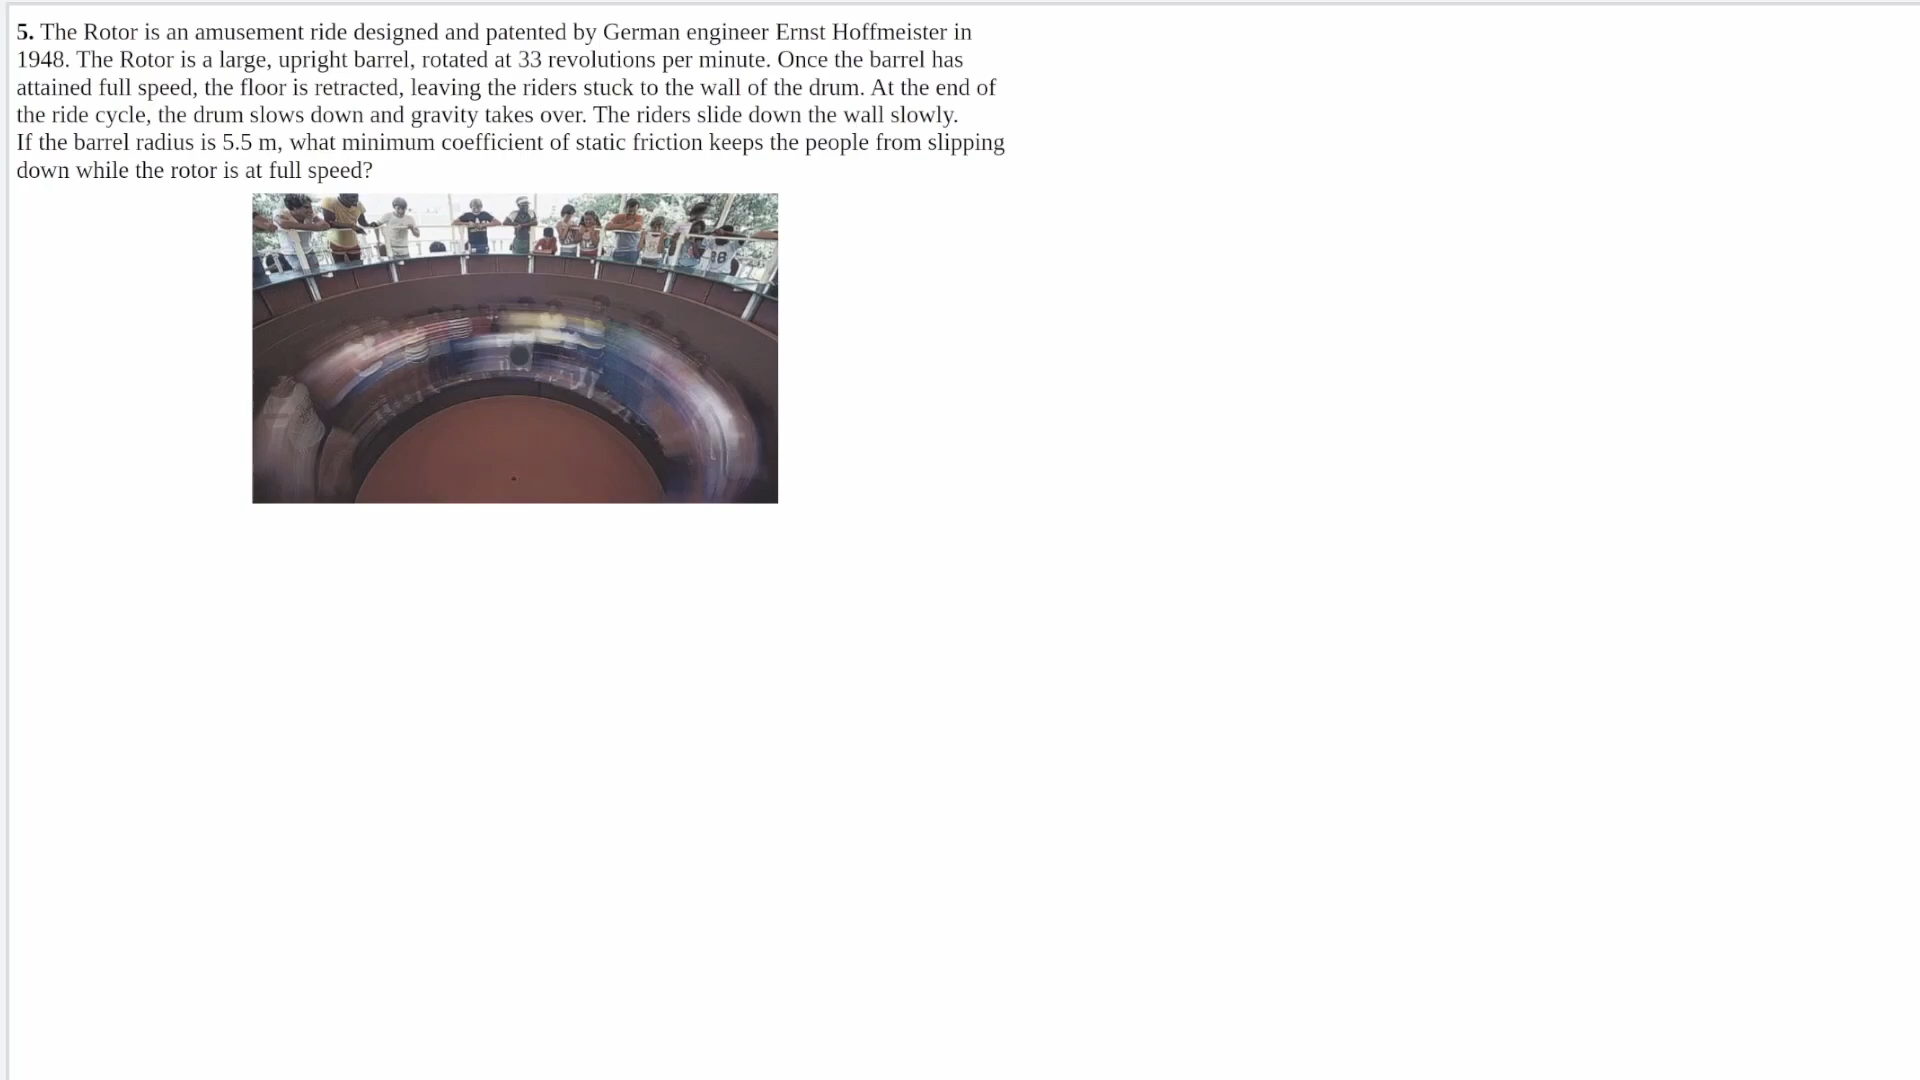 5. The Rotor is an amusement ride designed and patented by German engineer Ernst Hoffmeister in
1948. The Rotor is a large, upright barrel, rotated at 33 revolutions per minute. Once the barrel has
attained full speed, the floor is retracted, leaving the riders stuck to the wall of the drum. At the end of
the ride cycle, the drum slows down and gravity takes over. The riders slide down the wall slowly.
If the barrel radius is 5.5 m, what minimum coefficient of static friction keeps the people from slipping
down while the rotor is at full speed?
88